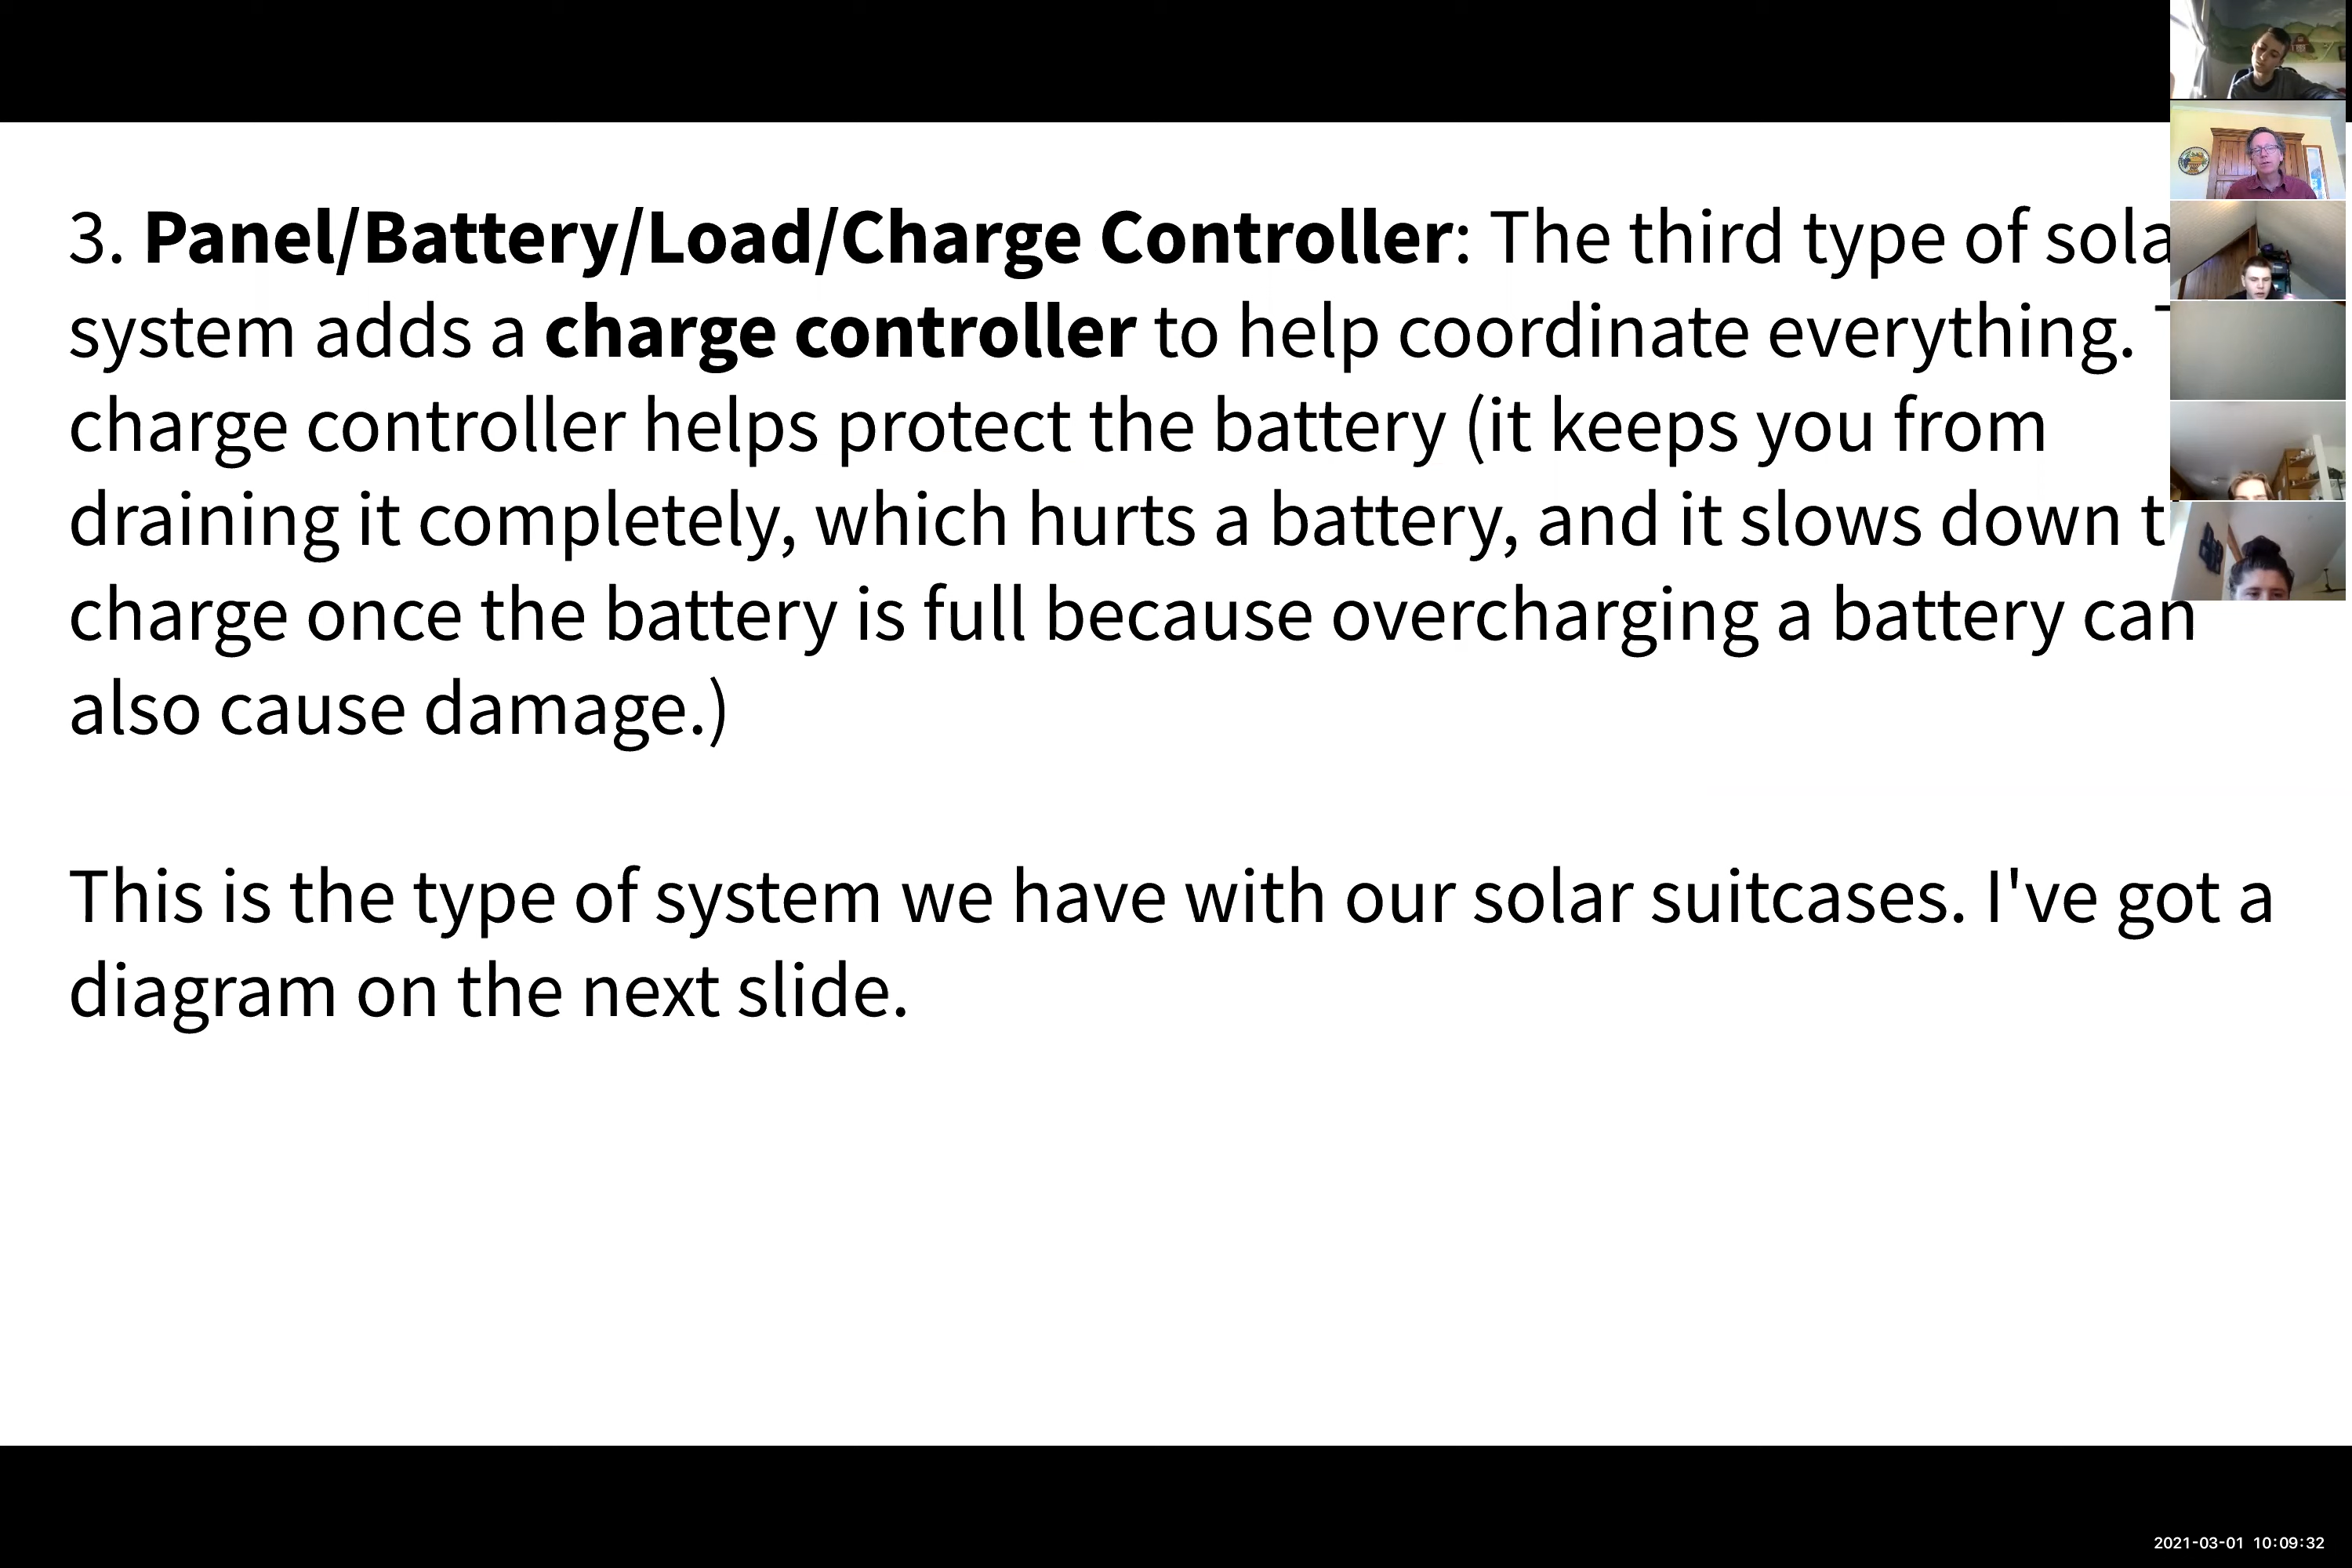 3. Panel/Battery/Load/Charge Controller: The third type of sola
system adds a charge controller to help coordinate everything. T
charge controller helps protect the battery (it keeps you from
draining it completely, which hurts a battery, and it slows down t
charge once the battery is full because overcharging a battery can
also cause damage.)
This is the type of system we have with our solar suitcases. I've got a
diagram on the next slide.
2021-03-01 10:09:32